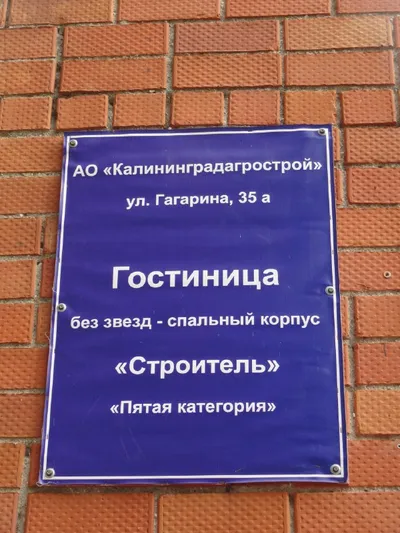 АО «Калининградагрострой»
ул. Гагарина, 35 а
Гостиница
без звезд - спальный корпус
«Строитель»
«Пятая категория»